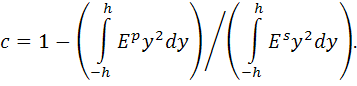 c = 1 − ( ∫_{−h}^{h} E^p y^2 dy ) / ( ∫_{−h}^{h} E^s y^2 dy ).